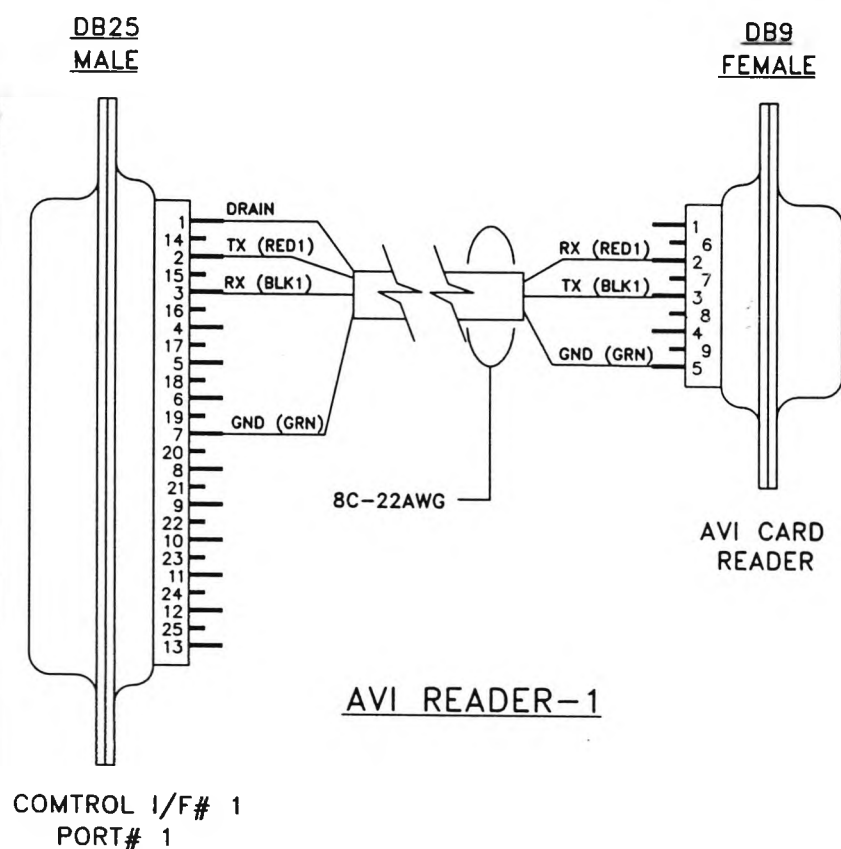 DB25
MALE
DB9
FEMALE
1
14
2
15
3
16
4
17
5
18
6
19
7
20
8
21
9
22
10
23
11
24
12
25
13
DRAIN
TX (RED1)
RX (BLK1)
GND (GRN)
8C-22AWG
RX (RED1)
TX (BLK1)
GND (GRN)
1
6
2
7
3
8
4
9
5
AVI CARD
READER
AVI READER-1
COMTROL I/F# 1
PORT# 1